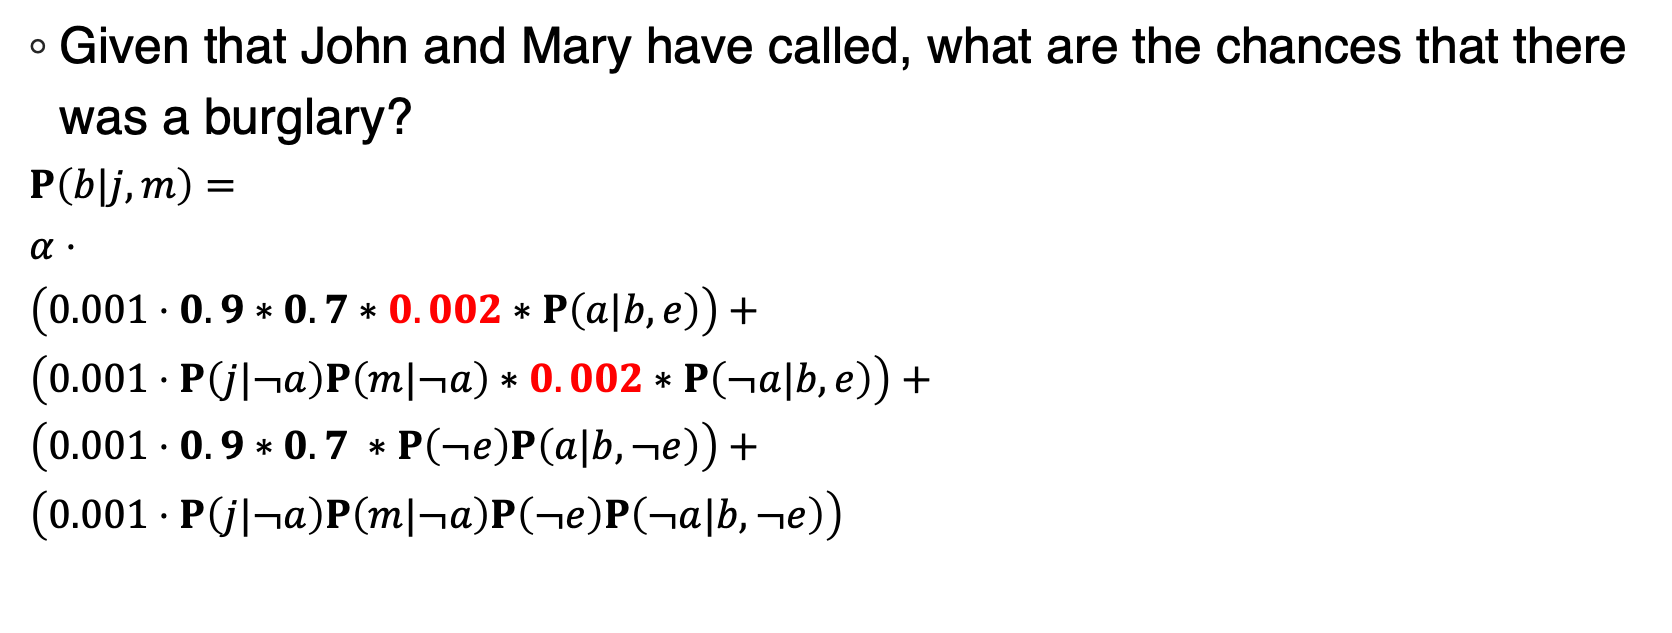 ◦ Given that John and Mary have called, what are the chances that there
was a burglary?
𝐏(𝑏|𝑗, 𝑚) =
𝛼 ·
(0.001 · 𝟎.𝟗 ∗ 𝟎.𝟕 ∗ 𝟎.𝟎𝟎𝟐 ∗ 𝐏(𝑎|𝑏, 𝑒)) +
(0.001 · 𝐏(𝑗|¬𝑎)𝐏(𝑚|¬𝑎) ∗ 𝟎.𝟎𝟎𝟐 ∗ 𝐏(¬𝑎|𝑏, 𝑒)) +
(0.001 · 𝟎.𝟗 ∗ 𝟎.𝟕 ∗ 𝐏(¬𝑒)𝐏(𝑎|𝑏, ¬𝑒)) +
(0.001 · 𝐏(𝑗|¬𝑎)𝐏(𝑚|¬𝑎)𝐏(¬𝑒)𝐏(¬𝑎|𝑏, ¬𝑒))